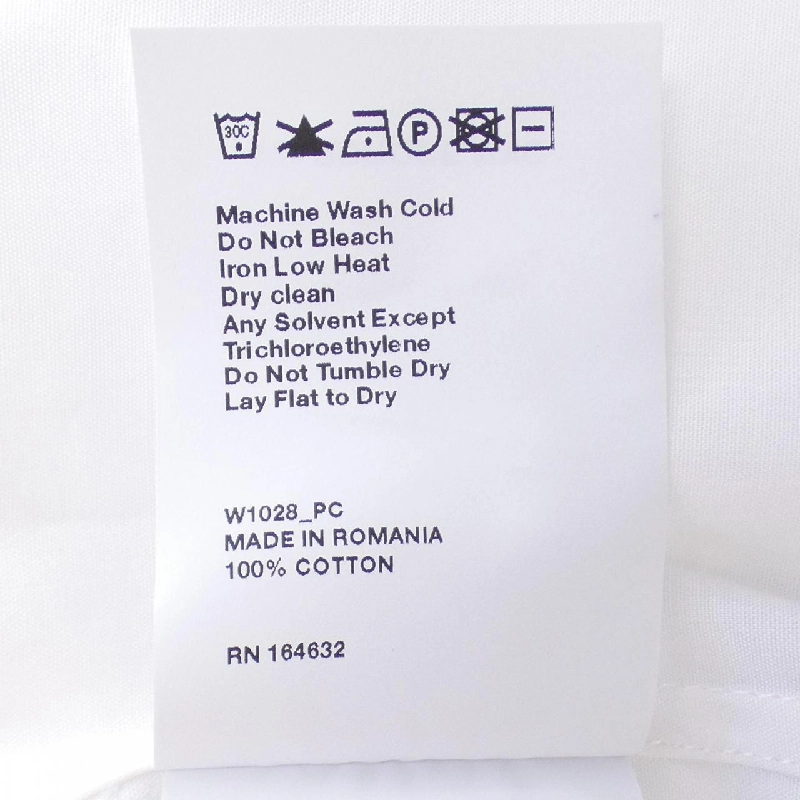 30C P
Machine Wash Cold
Do Not Bleach
Iron Low Heat
Dry clean
Any Solvent Except
Trichloroethylene
Do Not Tumble Dry
Lay Flat to Dry
W1028_PC
MADE IN ROMANIA
100% COTTON
RN 164632